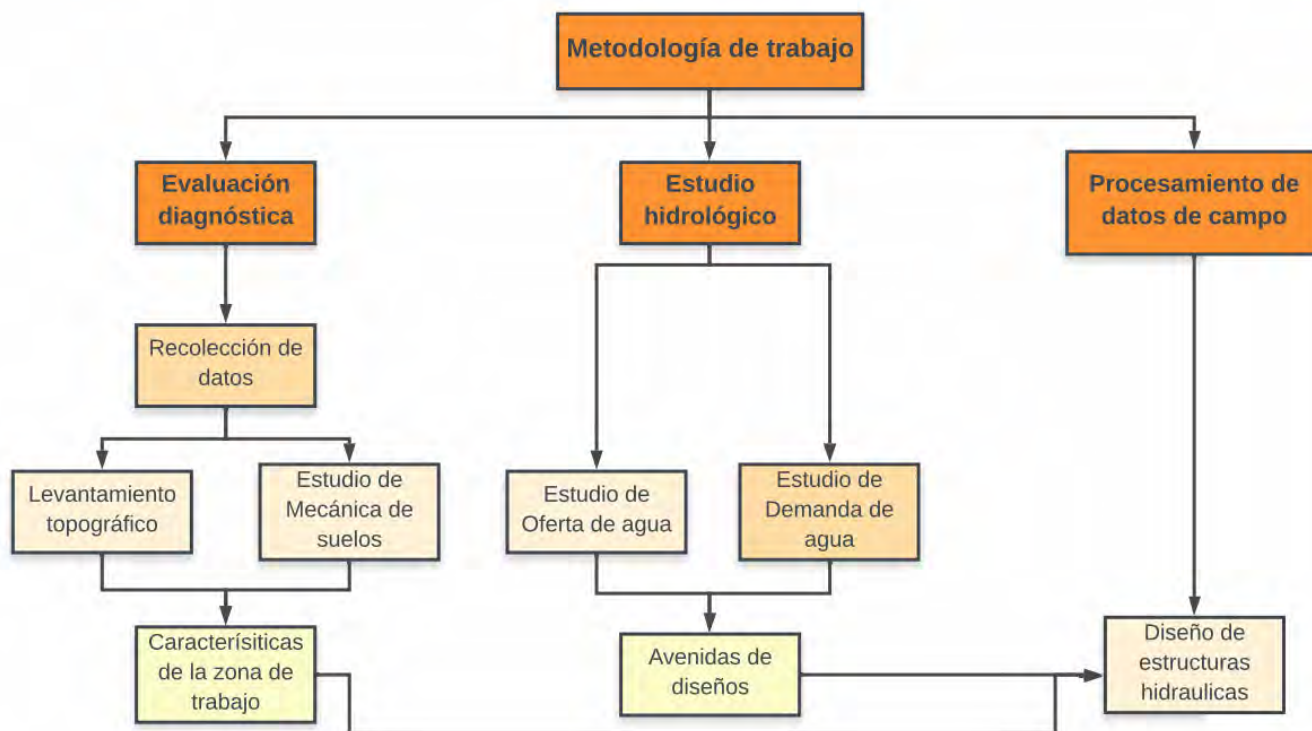 Metodología de trabajo
Evaluación
diagnóstica
Estudio
hidrológico
Procesamiento de
datos de campo
Recolección de
datos
Levantamiento
topográfico
Estudio de
Mecánica de
suelos
Estudio de
Oferta de agua
Estudio de
Demanda de
agua
Caracterísiticas
de la zona de
trabajo
Avenidas de
diseños
Diseño de
estructuras
hidraulicas